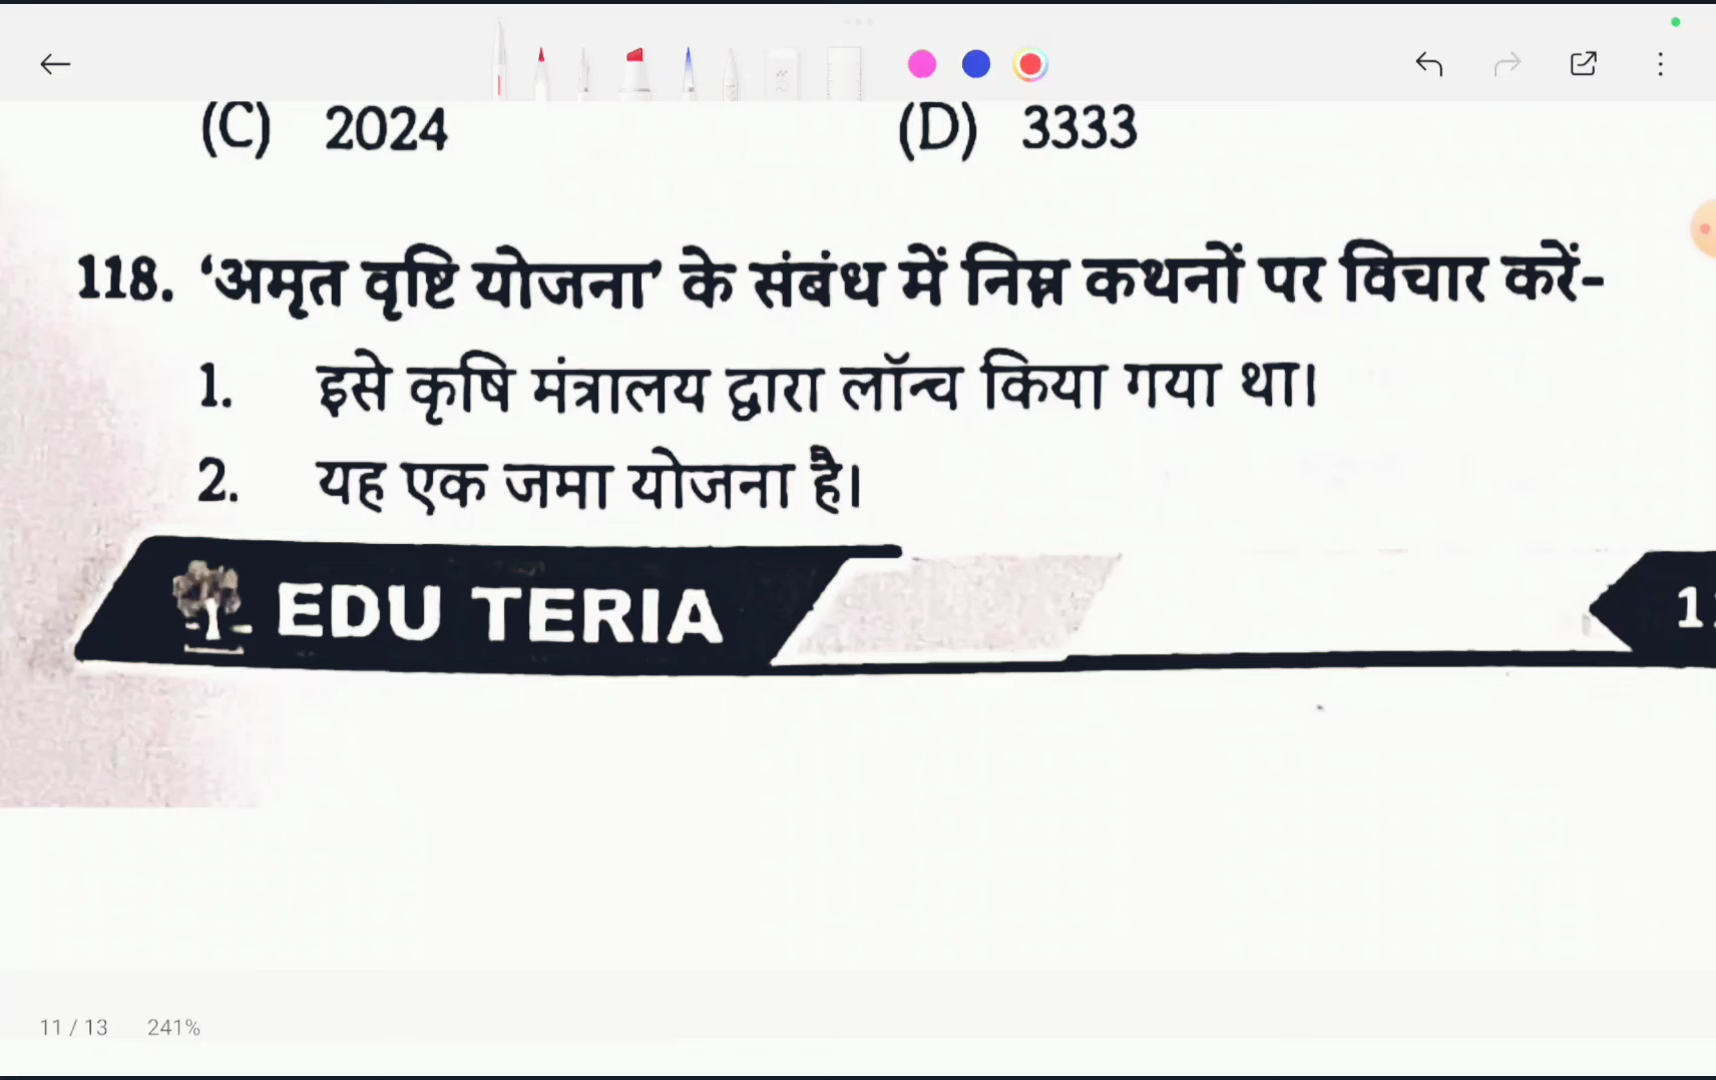 (C) 2024 (D) 3333
118. ‘अमृत वृष्टि योजना’ के संबंध में निम्न कथनों पर विचार करें-
1. इसे कृषि मंत्रालय द्वारा लॉन्च किया गया था।
2. यह एक जमा योजना है।
EDU TERIA
11 / 13 241%